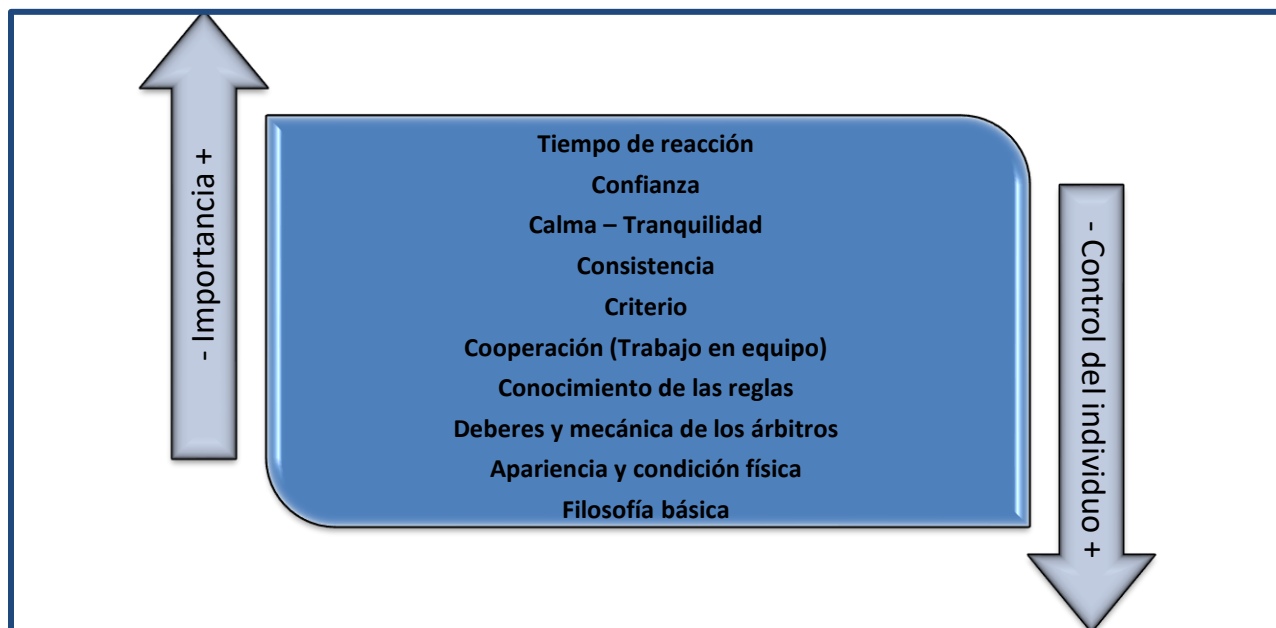 - Importancia +
Tiempo de reacción
Confianza
Calma – Tranquilidad
Consistencia
Criterio
Cooperación (Trabajo en equipo)
Conocimiento de las reglas
Deberes y mecánica de los árbitros
Apariencia y condición física
Filosofía básica
- Control del individuo +